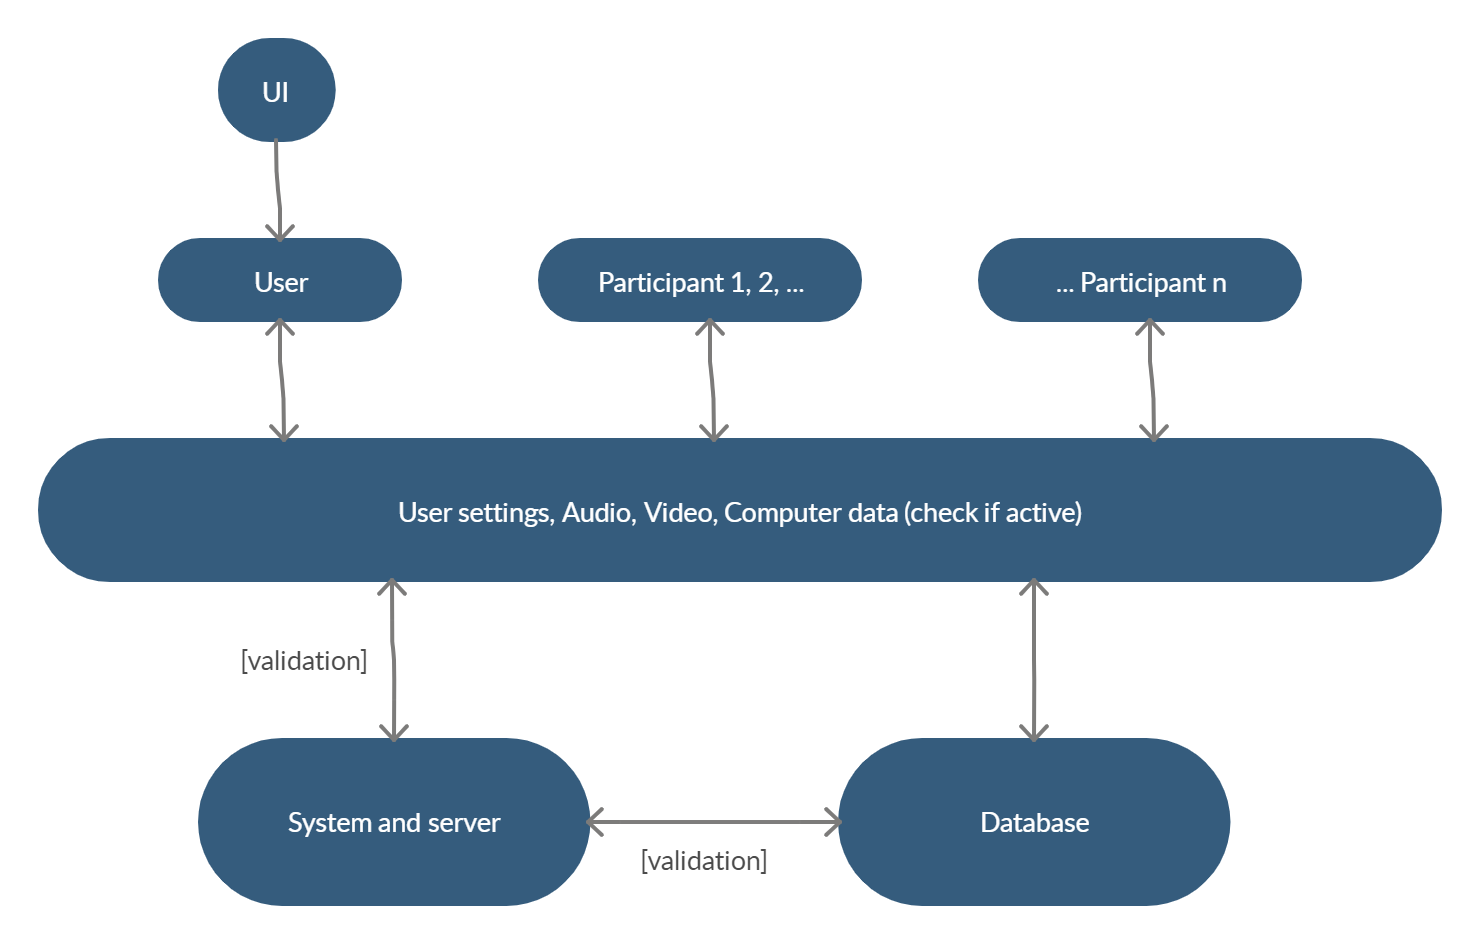 UI
User
Participant 1, 2, ...
... Participant n
User settings, Audio, Video, Computer data (check if active)
[validation]
System and server
[validation]
Database